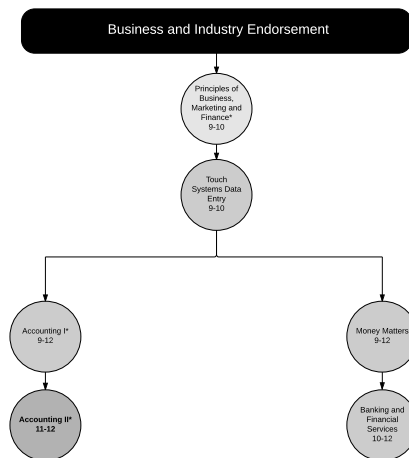 Business and Industry Endorsement
Principles of
Business,
Marketing and
Finance*
9-10
Touch
Systems Data
Entry
9-10
Accounting I*
9-12
Money Matters
9-12
Accounting II*
11-12
Banking and
Financial
Services
10-12